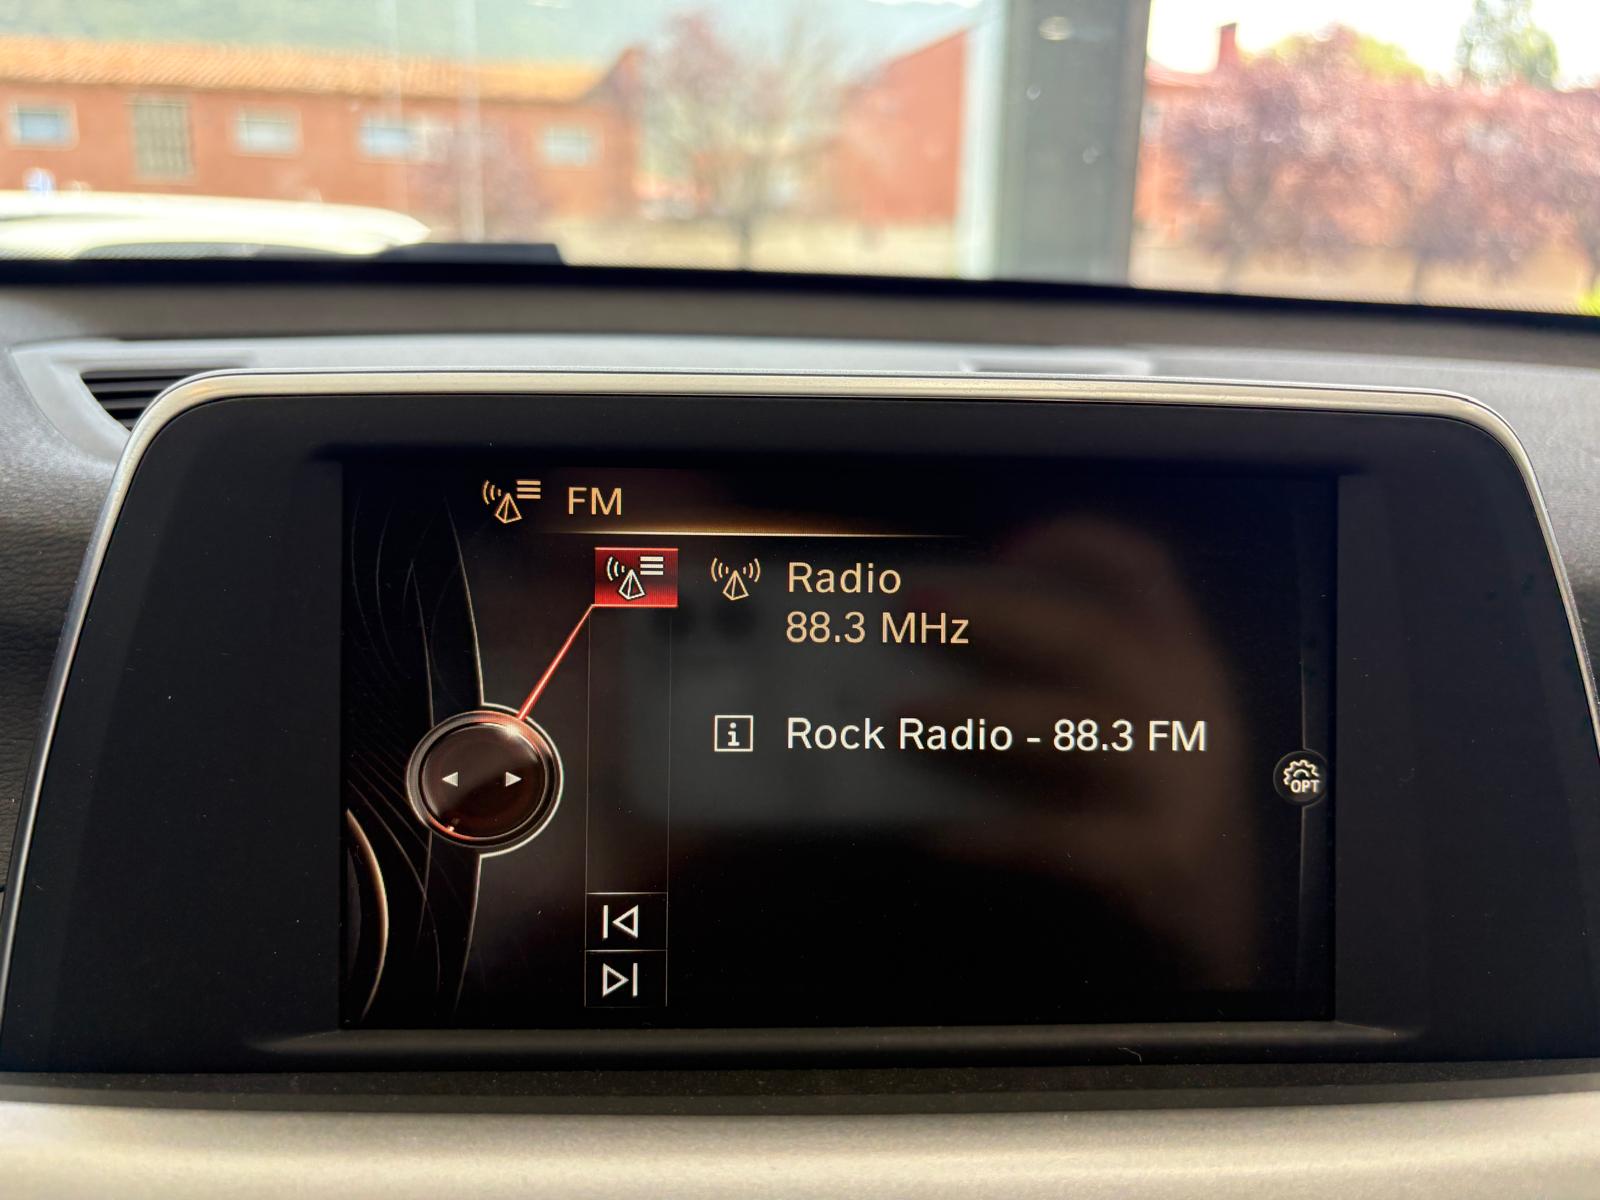 FM
Radio
88.3 MHz
Rock Radio - 88.3 FM
OPT